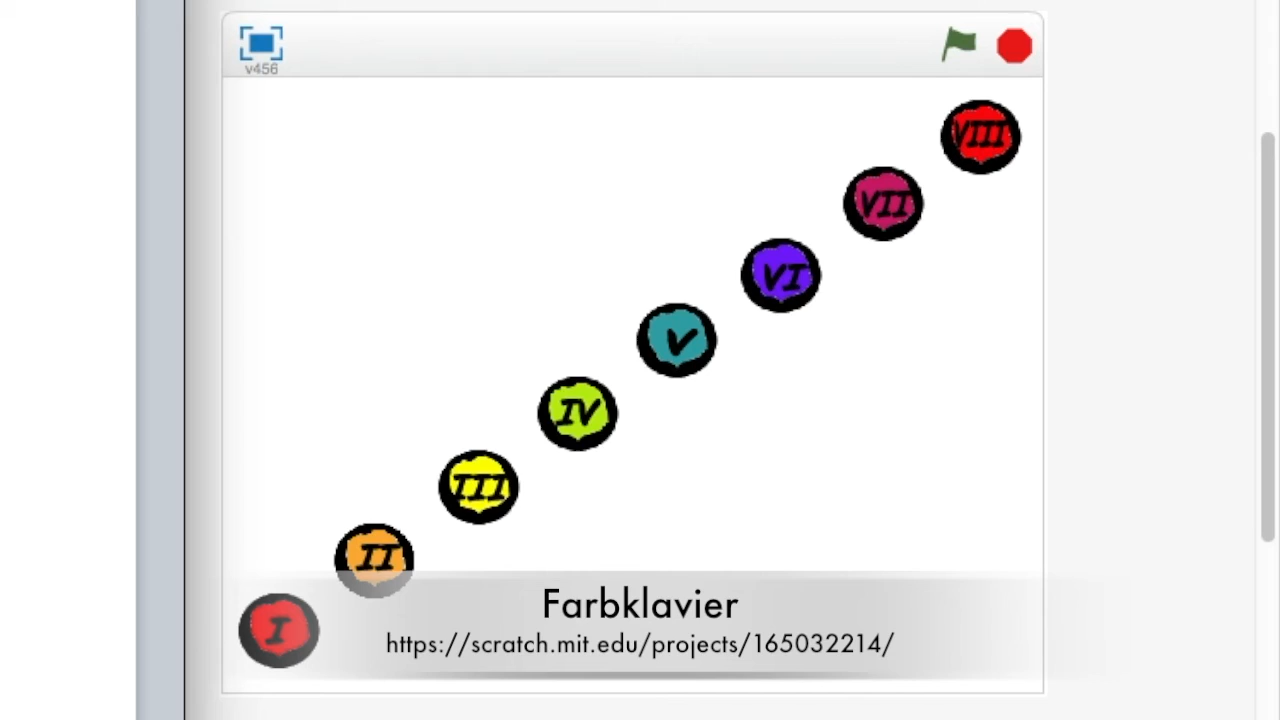 v456
VIII
VII
VI
V
IV
III
II
I
Farbklavier
https://scratch.mit.edu/projects/165032214/